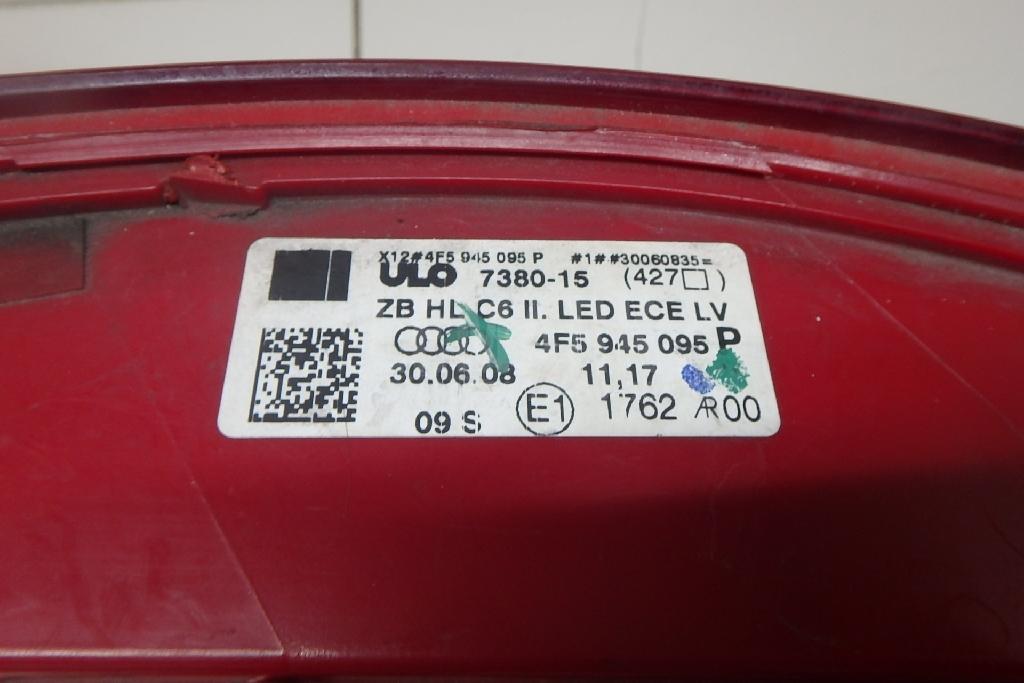 X12#4F5 945 095 P #1##30060835=
ULO 7380-15 (427□)
ZB HL C6 II. LED ECE LV
4F5 945 095 P
30.06.08 11,17
09 S E1 1762 AR00